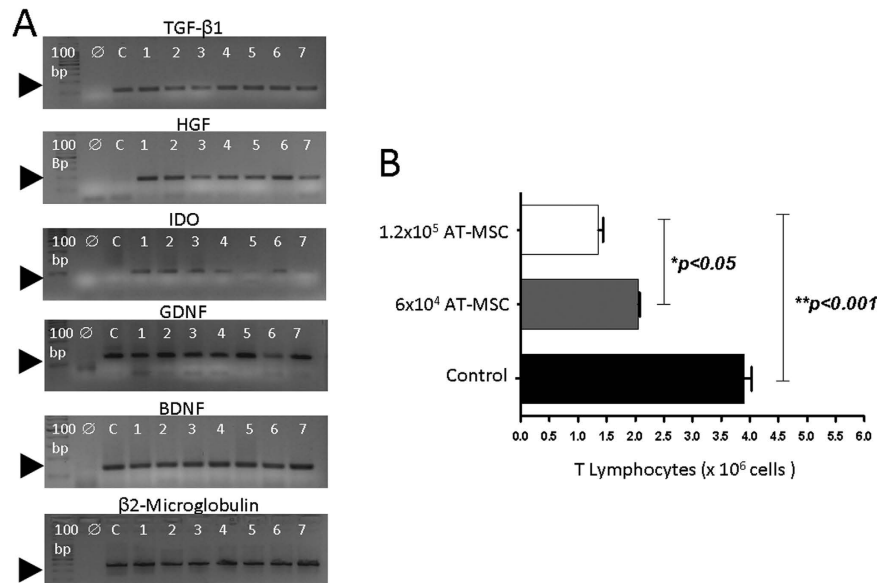 A
TGF-β1
100 ∅ C 1 2 3 4 5 6 7
bp
HGF
100 ∅ C 1 2 3 4 5 6 7
Bp
IDO
100 ∅ C 1 2 3 4 5 6 7
bp
GDNF
100 ∅ C 1 2 3 4 5 6 7
bp
BDNF
100 ∅ C 1 2 3 4 5 6 7
bp
β2-Microglobulin
100 ∅ C 1 2 3 4 5 6 7
bp
B
1.2x10⁵ AT-MSC
*p<0.05
6x10⁴ AT-MSC
**p<0.001
Control
0.0 0.5 1.0 1.5 2.0 2.5 3.0 3.5 4.0 4.5 5.0 5.5 6.0
T Lymphocytes (x 10⁶ cells )